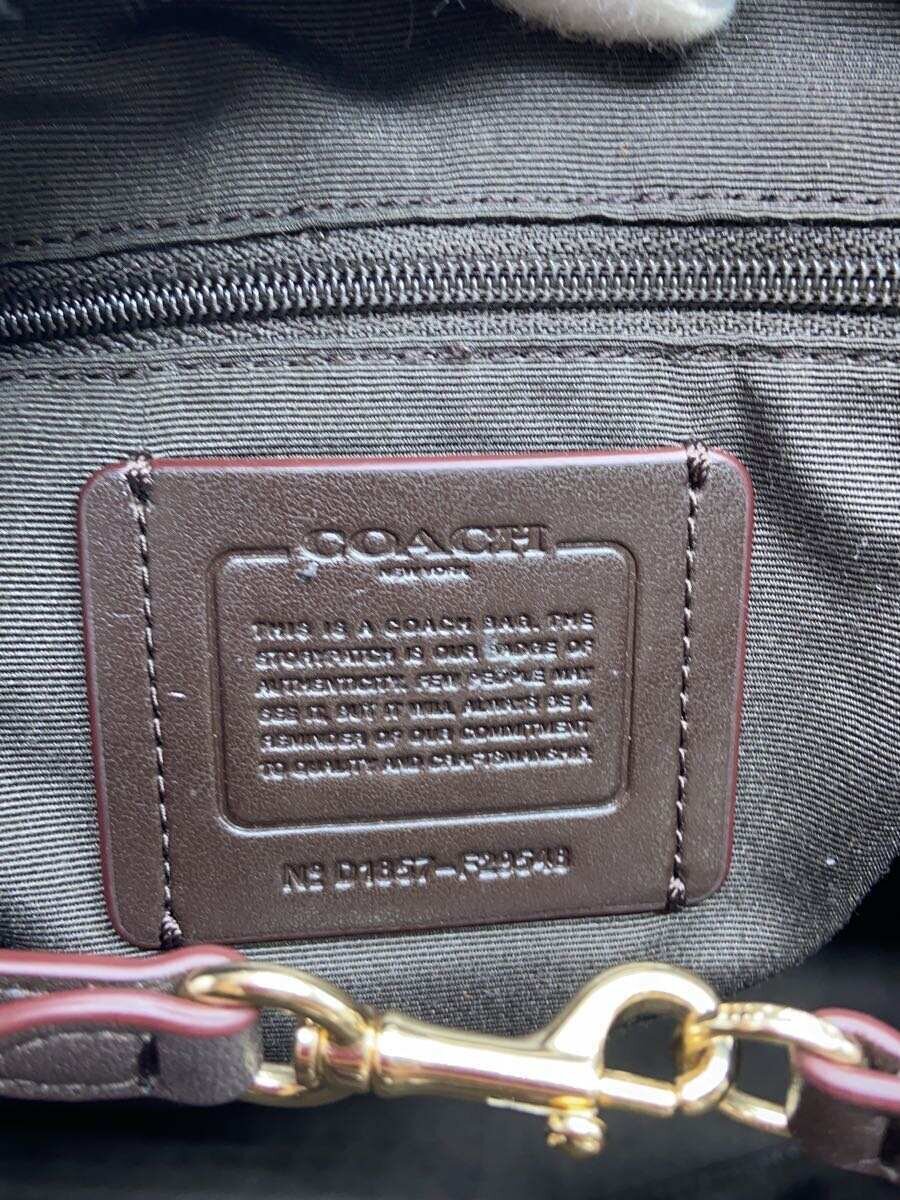 COACH
NEW YORK
THIS IS A COACH BAG. THE
STORYPATCH IS OUR BADGE OF
AUTHENTICITY. FEW PEOPLE MAY
SEE IT, BUT IT WILL ALWAYS BE A
REMINDER OF OUR COMMITMENT
TO QUALITY AND CRAFTSMANSHIP.
Nº D1857-F29548